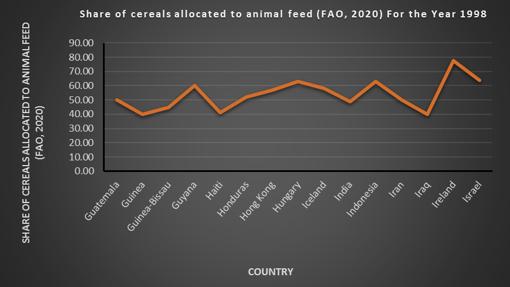 Share of cereals allocated to animal feed (FAO, 2020) For the Year 1998
SHARE OF CEREALS ALLOCATED TO ANIMAL FEED
(FAO, 2020)
90.00
80.00
70.00
60.00
50.00
40.00
30.00
20.00
10.00
0.00
Guatemala
Guinea
Guinea-Bissau
Guyana
Haiti
Honduras
Hong Kong
Hungary
Iceland
India
Indonesia
Iran
Iraq
Ireland
Israel
COUNTRY